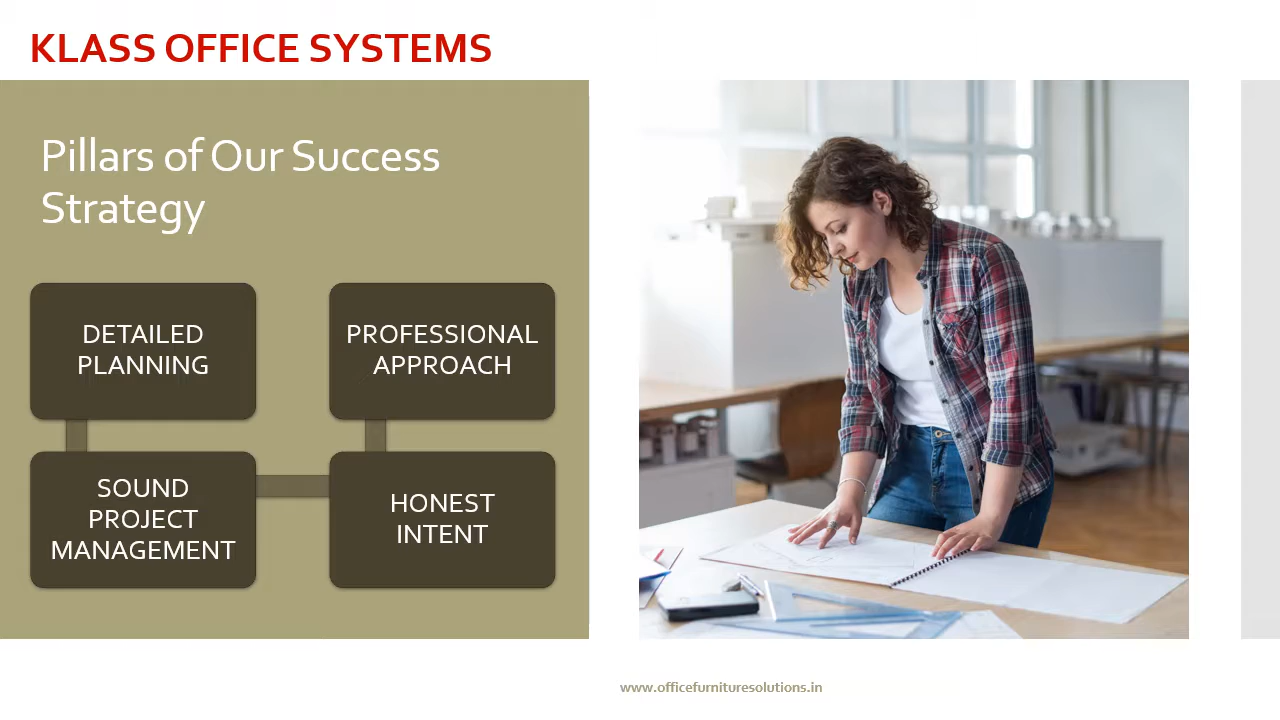 KLASS OFFICE SYSTEMS
Pillars of Our Success
Strategy
DETAILED
PLANNING
PROFESSIONAL
APPROACH
SOUND
PROJECT
MANAGEMENT
HONEST
INTENT
www.officefurnituresolutions.in